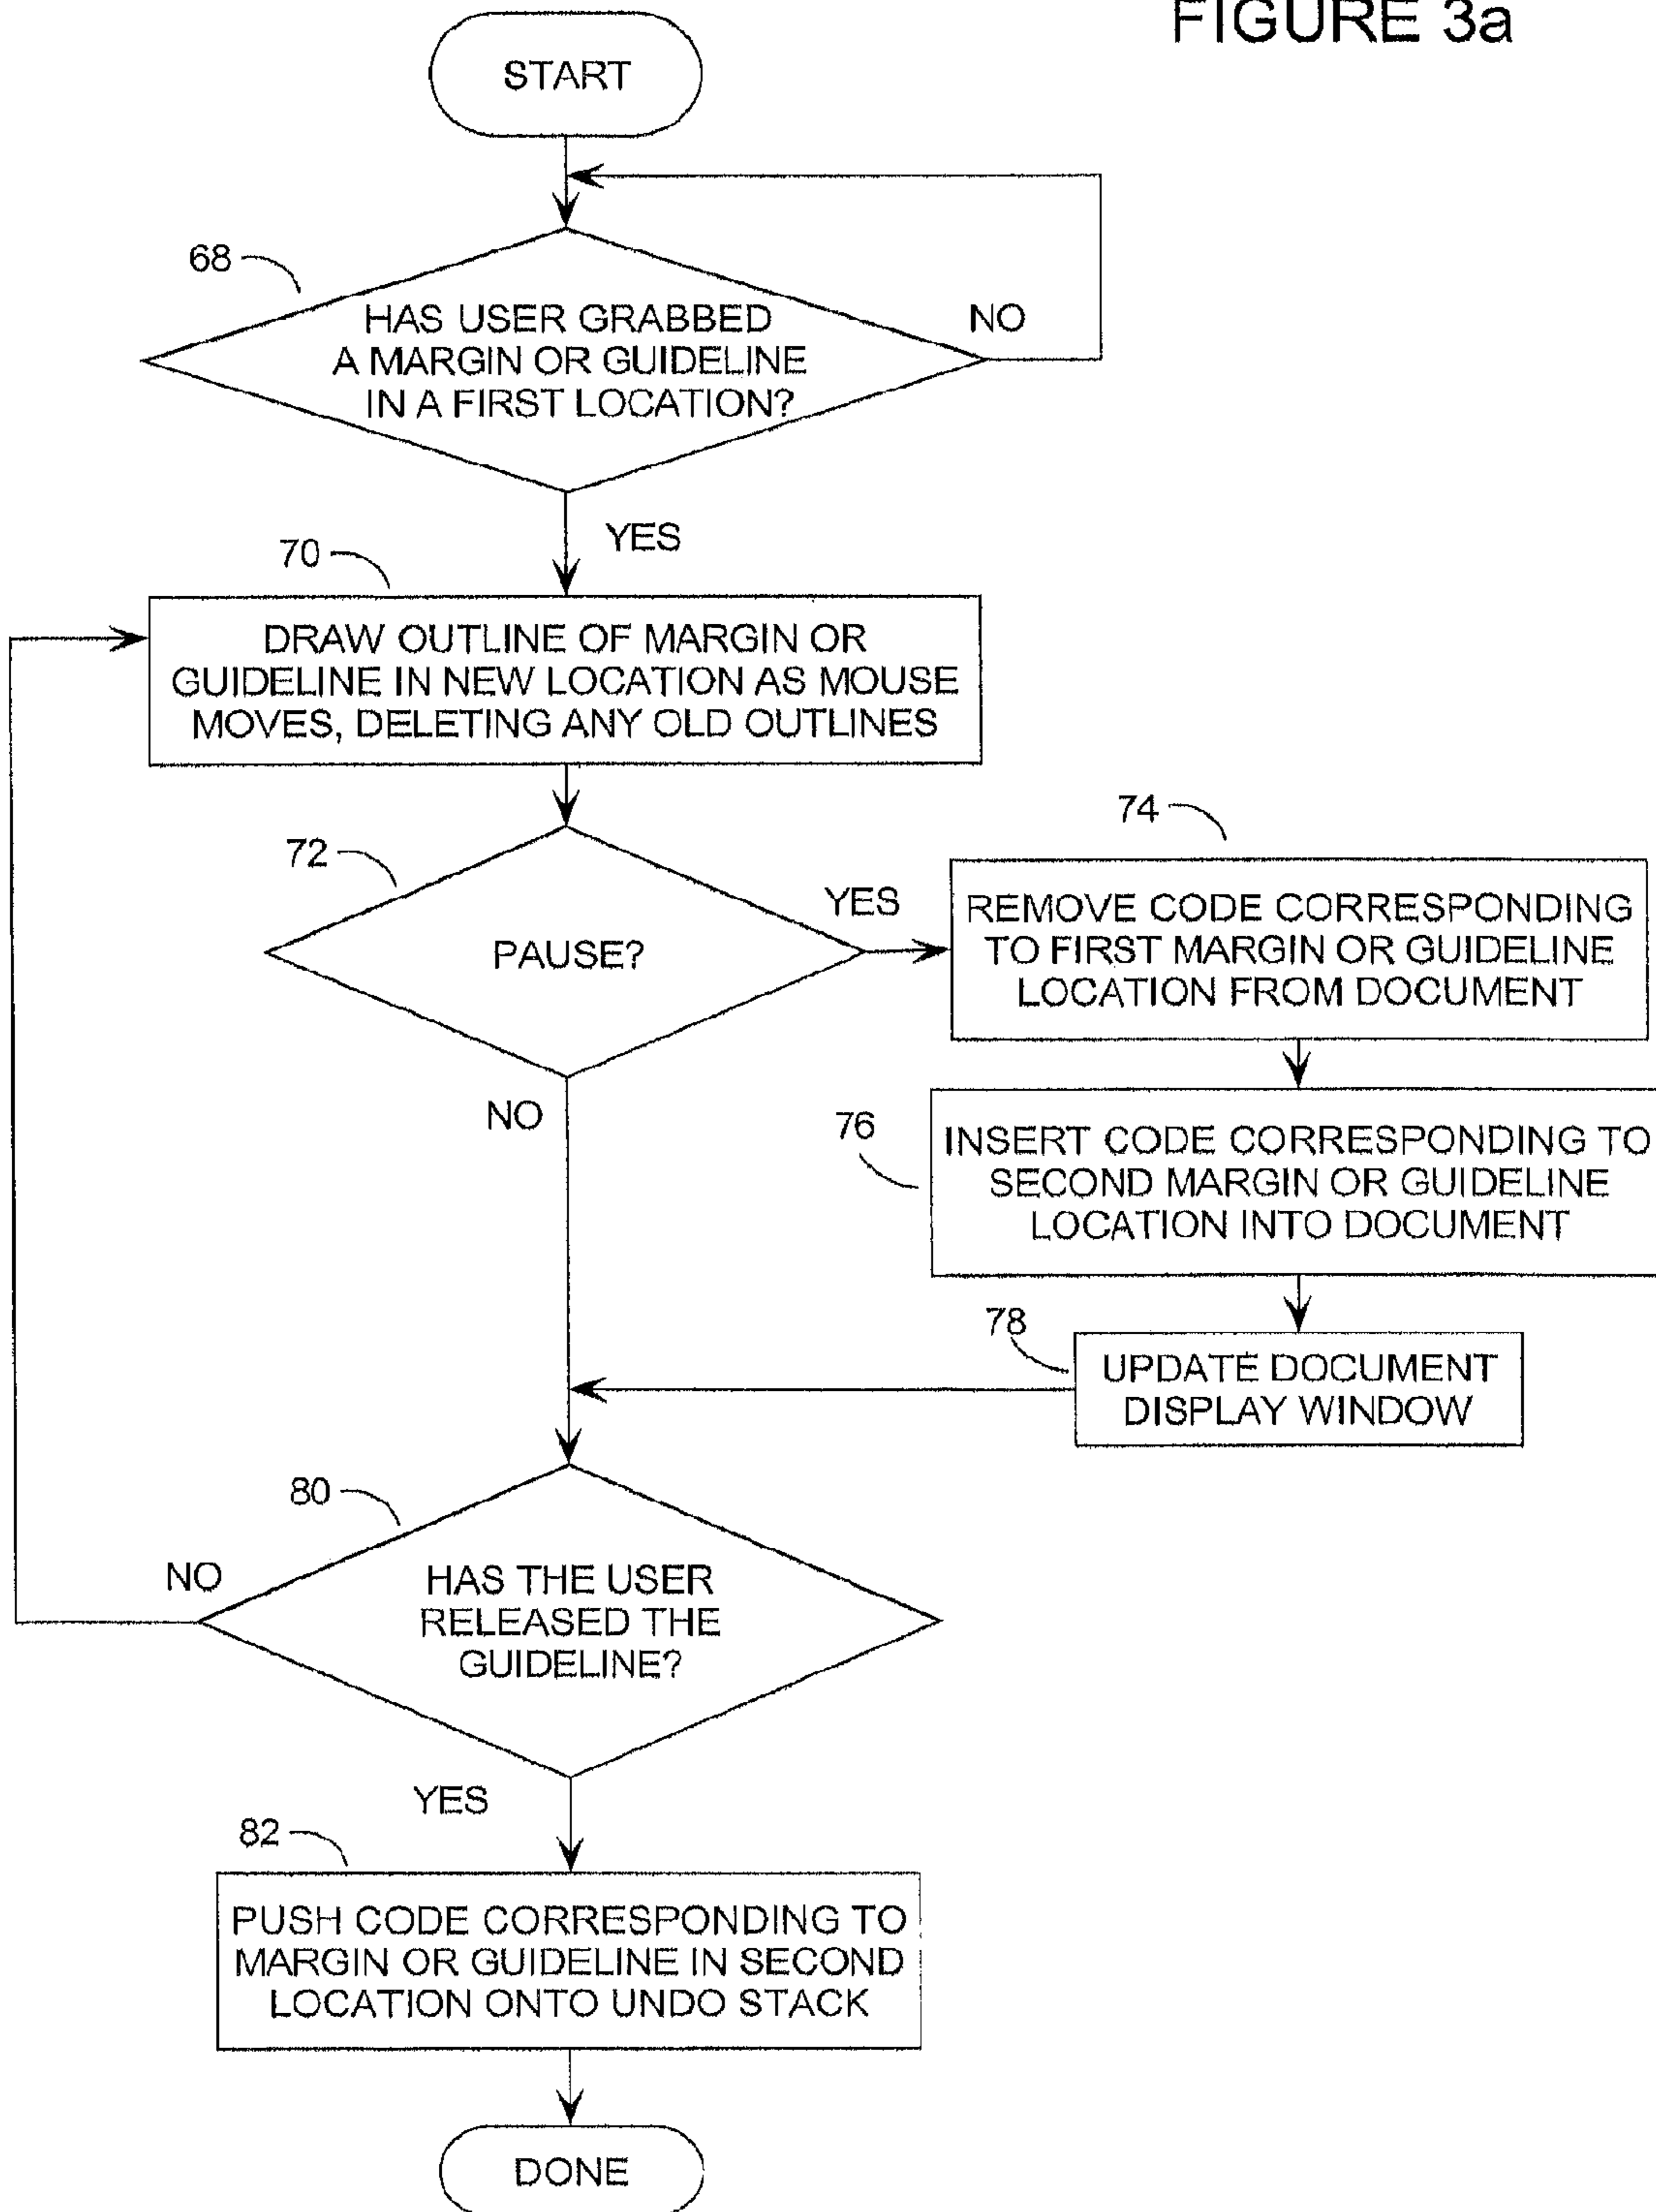 FIGURE 3a
START
68
HAS USER GRABBED
A MARGIN OR GUIDELINE
IN A FIRST LOCATION?
NO
YES
70
DRAW OUTLINE OF MARGIN OR
GUIDELINE IN NEW LOCATION AS MOUSE
MOVES, DELETING ANY OLD OUTLINES
72
PAUSE?
YES
74
REMOVE CODE CORRESPONDING
TO FIRST MARGIN OR GUIDELINE
LOCATION FROM DOCUMENT
NO
76
INSERT CODE CORRESPONDING TO
SECOND MARGIN OR GUIDELINE
LOCATION INTO DOCUMENT
78
UPDATE DOCUMENT
DISPLAY WINDOW
80
NO
HAS THE USER
RELEASED THE
GUIDELINE?
YES
82
PUSH CODE CORRESPONDING TO
MARGIN OR GUIDELINE IN SECOND
LOCATION ONTO UNDO STACK
DONE